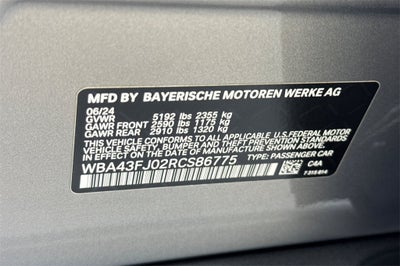 MFD BY BAYERISCHE MOTOREN WERKE AG
06/24
GVWR 5192 lbs 2355 kg
GAWR FRONT 2590 lbs 1175 kg
GAWR REAR 2910 lbs 1320 kg
THIS VEHICLE CONFORMS TO ALL APPLICABLE U.S. FEDERAL MOTOR
VEHICLE SAFETY, BUMPER, AND THEFT PREVENTION STANDARDS IN
EFFECT ON THE DATE OF MANUFACTURE SHOWN ABOVE.
WBA43FJ02RCS86775 TYPE: PASSENGER CAR
C4A